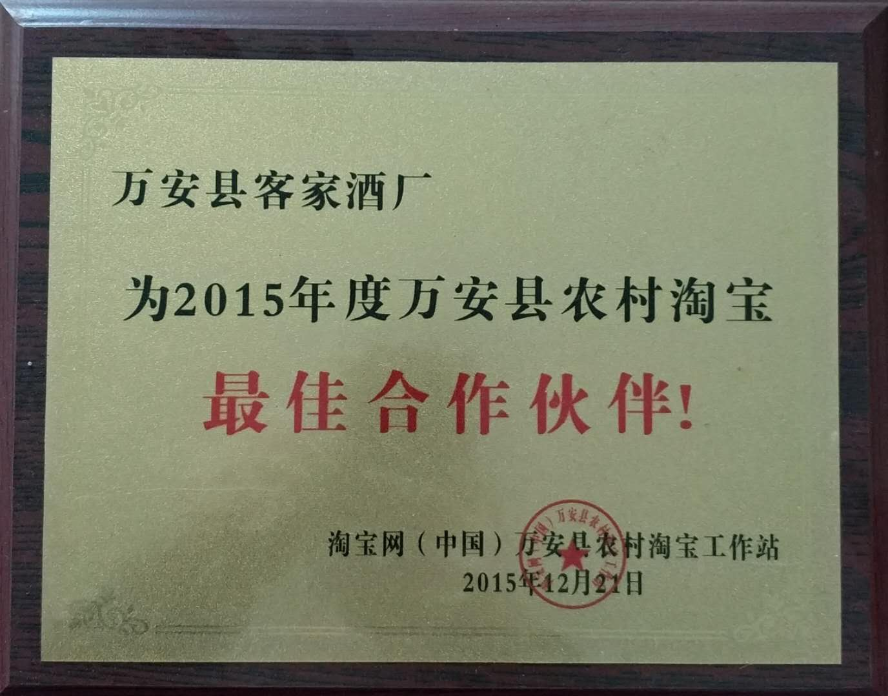 万安县客家酒厂
为2015年度万安县农村淘宝
最佳合作伙伴!
淘宝网（中国）万安县农村淘宝工作站
2015年12月21日